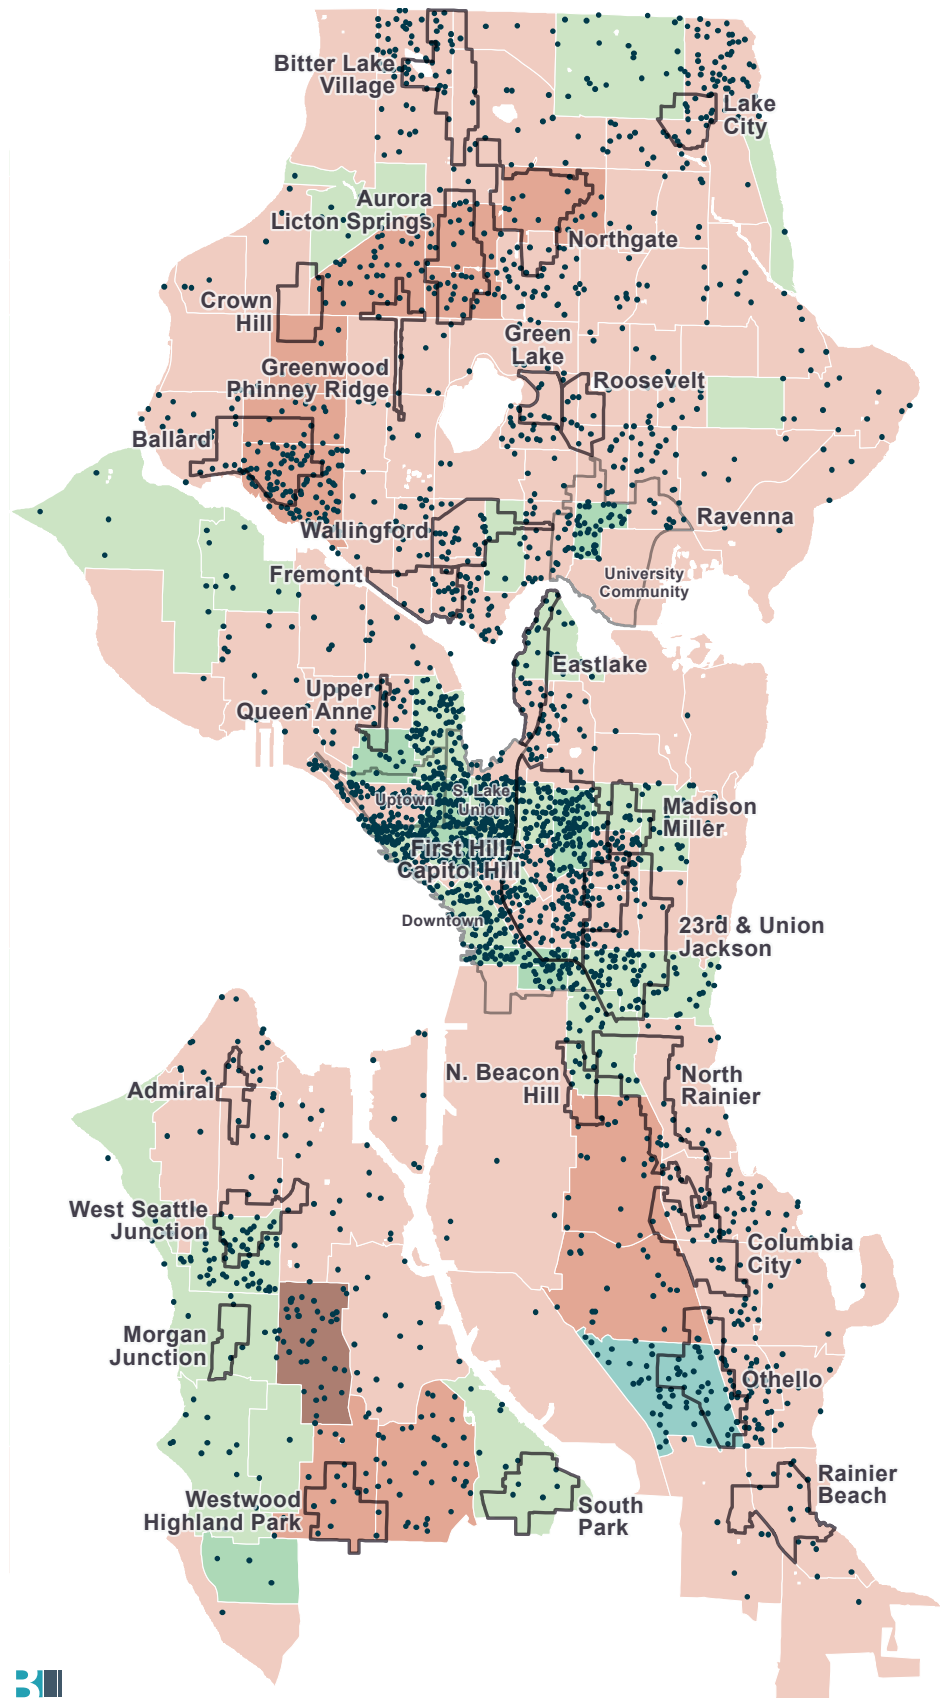 Bitter Lake
Village
Lake
City
Aurora
Licton Springs
Northgate
Crown
Hill
Green
Lake
Greenwood
Phinney Ridge
Roosevelt
Ballard
Ravenna
Wallingford
Fremont
University
Community
Eastlake
Upper
Queen Anne
Uptown
S. Lake
Union
Madison
Miller
First Hill -
Capitol Hill
Downtown
23rd & Union
Jackson
N. Beacon
Hill
North
Rainier
Admiral
West Seattle
Junction
Columbia
City
Morgan
Junction
Othello
Westwood
Highland Park
South
Park
Rainier
Beach